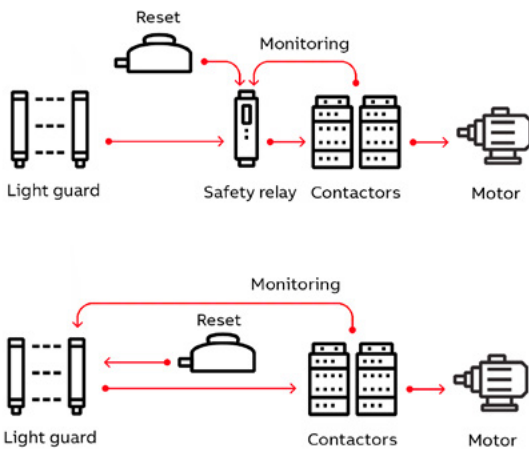 Reset
Monitoring
Light guard
Safety relay
Contactors
Motor
Monitoring
Reset
Light guard
Contactors
Motor